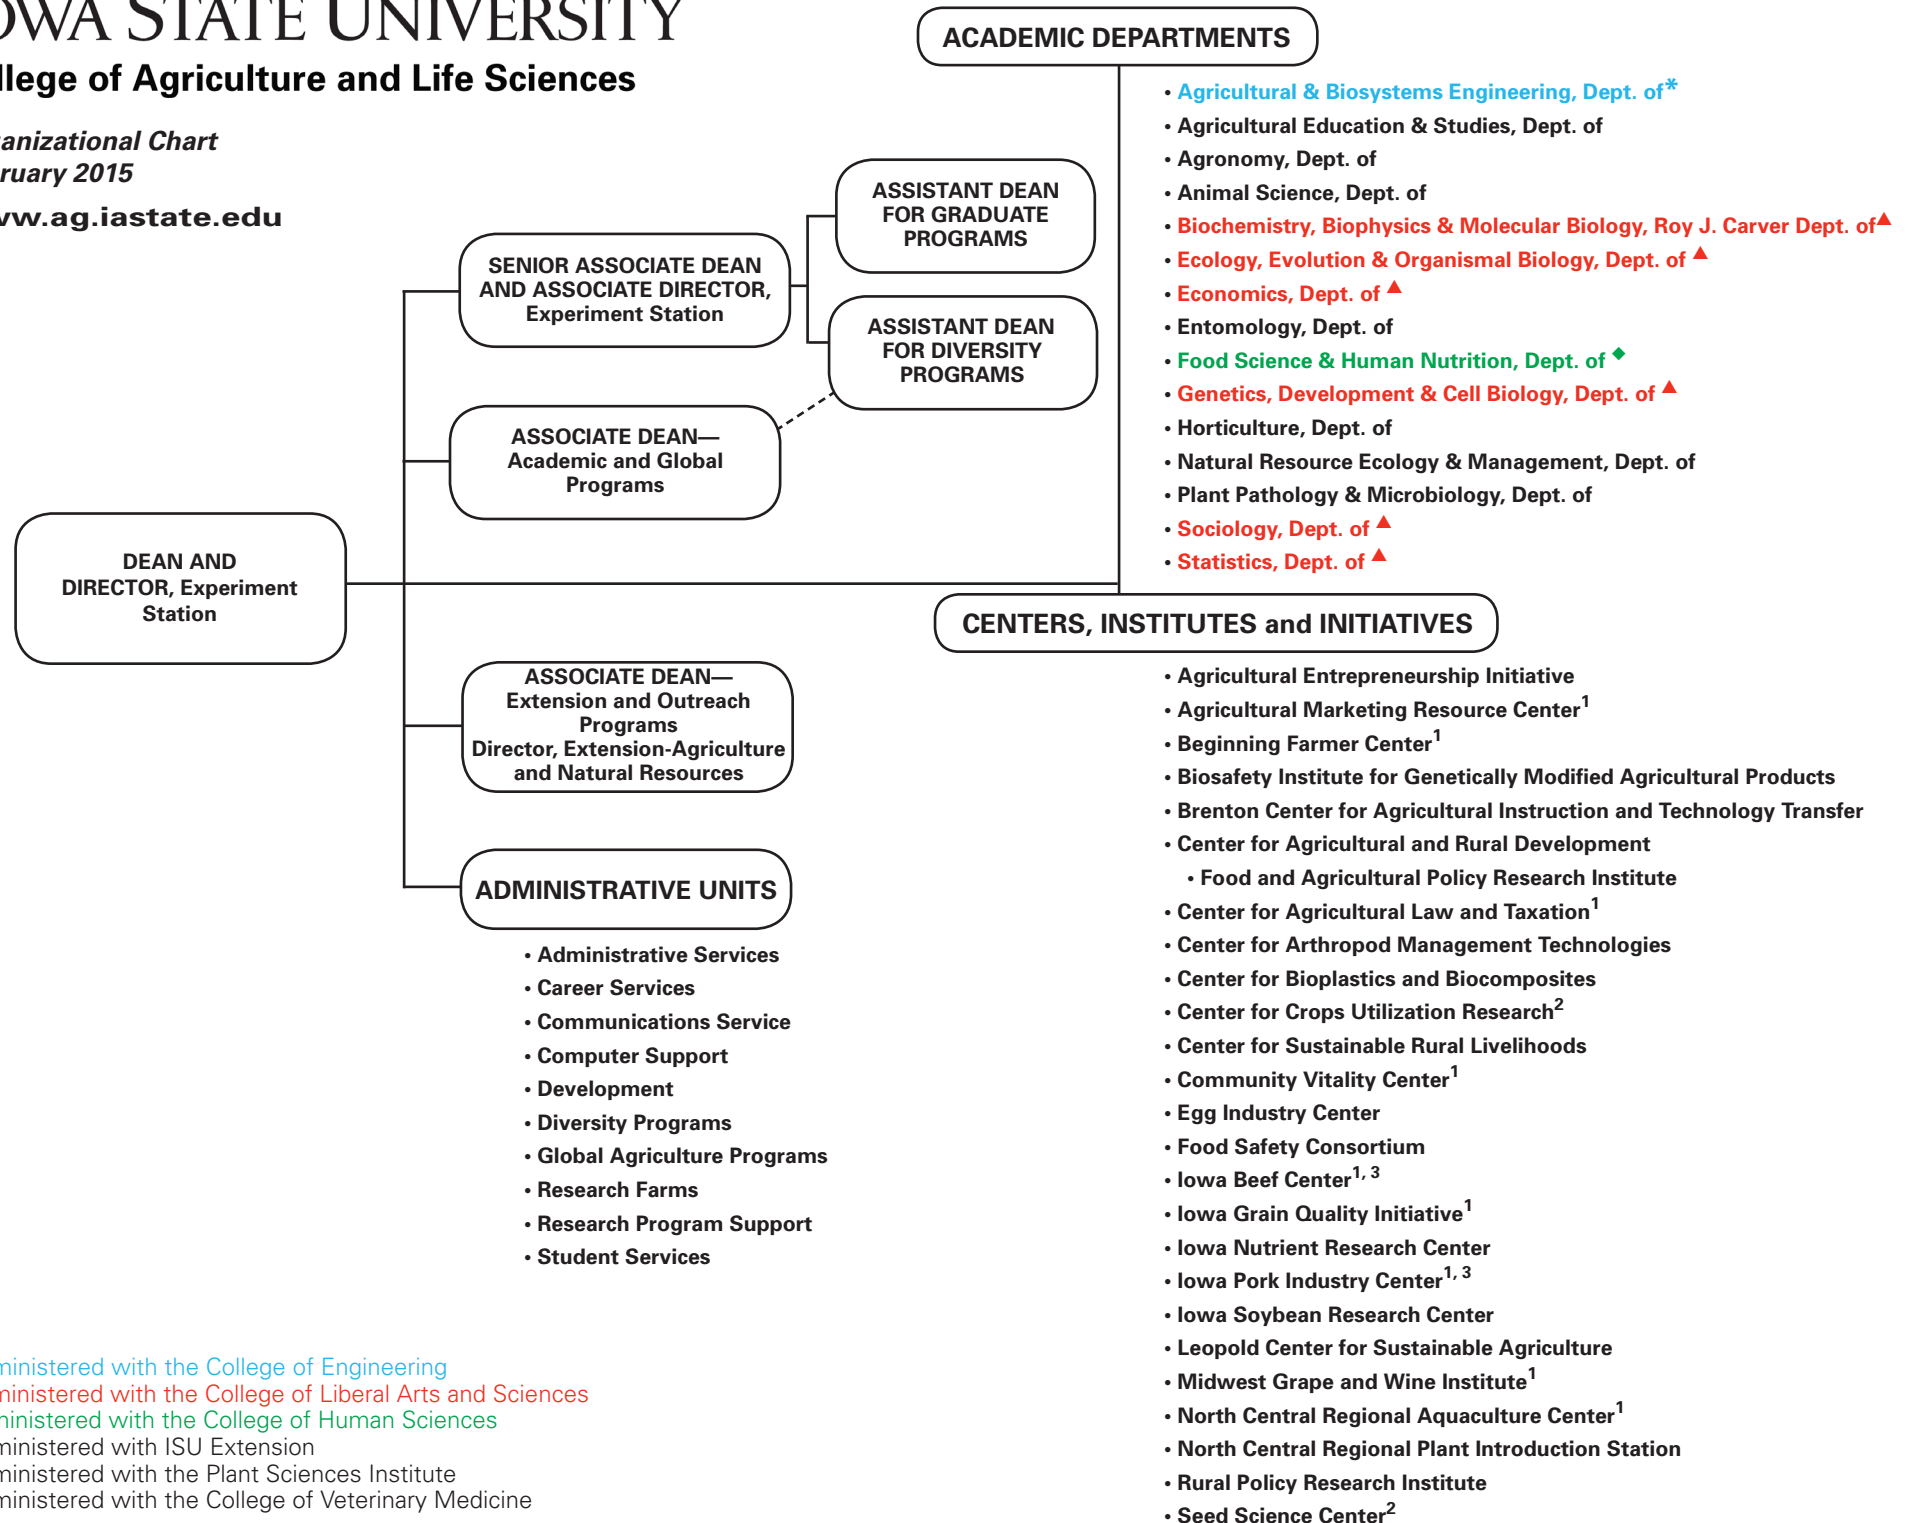 OWA STATE UNIVERSITY
llege of Agriculture and Life Sciences
anizational Chart
ruary 2015
vw.ag.iastate.edu
ACADEMIC DEPARTMENTS
• Agricultural & Biosystems Engineering, Dept. of*
• Agricultural Education & Studies, Dept. of
• Agronomy, Dept. of
• Animal Science, Dept. of
• Biochemistry, Biophysics & Molecular Biology, Roy J. Carver Dept. of▲
• Ecology, Evolution & Organismal Biology, Dept. of ▲
• Economics, Dept. of ▲
• Entomology, Dept. of
• Food Science & Human Nutrition, Dept. of ◆
• Genetics, Development & Cell Biology, Dept. of ▲
• Horticulture, Dept. of
• Natural Resource Ecology & Management, Dept. of
• Plant Pathology & Microbiology, Dept. of
• Sociology, Dept. of ▲
• Statistics, Dept. of ▲
ASSISTANT DEAN
FOR GRADUATE
PROGRAMS
SENIOR ASSOCIATE DEAN
AND ASSOCIATE DIRECTOR,
Experiment Station
ASSISTANT DEAN
FOR DIVERSITY
PROGRAMS
ASSOCIATE DEAN—
Academic and Global
Programs
DEAN AND
DIRECTOR, Experiment
Station
ASSOCIATE DEAN—
Extension and Outreach
Programs
Director, Extension-Agriculture
and Natural Resources
ADMINISTRATIVE UNITS
• Administrative Services
• Career Services
• Communications Service
• Computer Support
• Development
• Diversity Programs
• Global Agriculture Programs
• Research Farms
• Research Program Support
• Student Services
CENTERS, INSTITUTES and INITIATIVES
• Agricultural Entrepreneurship Initiative
• Agricultural Marketing Resource Center1
• Beginning Farmer Center1
• Biosafety Institute for Genetically Modified Agricultural Products
• Brenton Center for Agricultural Instruction and Technology Transfer
• Center for Agricultural and Rural Development
• Food and Agricultural Policy Research Institute
• Center for Agricultural Law and Taxation1
• Center for Arthropod Management Technologies
• Center for Bioplastics and Biocomposites
• Center for Crops Utilization Research2
• Center for Sustainable Rural Livelihoods
• Community Vitality Center1
• Egg Industry Center
• Food Safety Consortium
• Iowa Beef Center1, 3
• Iowa Grain Quality Initiative1
• Iowa Nutrient Research Center
• Iowa Pork Industry Center1, 3
• Iowa Soybean Research Center
• Leopold Center for Sustainable Agriculture
• Midwest Grape and Wine Institute1
• North Central Regional Aquaculture Center1
• North Central Regional Plant Introduction Station
• Rural Policy Research Institute
• Seed Science Center2
ministered with the College of Engineering
ministered with the College of Liberal Arts and Sciences
ministered with the College of Human Sciences
ministered with ISU Extension
ministered with the Plant Sciences Institute
ministered with the College of Veterinary Medicine